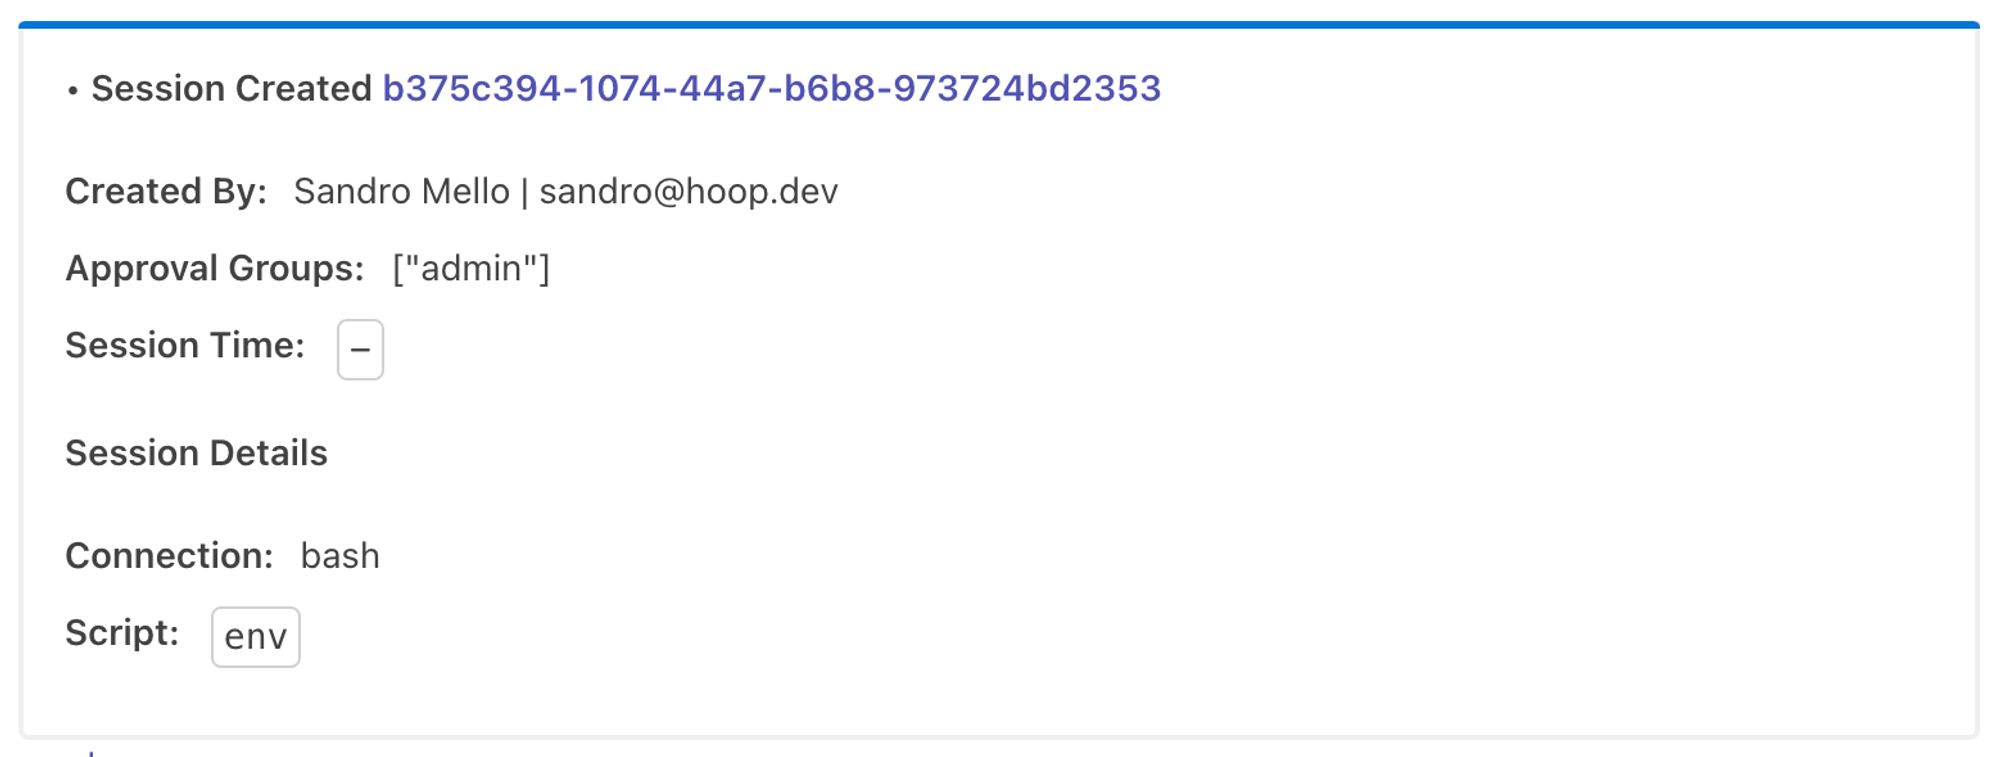 • Session Created b375c394-1074-44a7-b6b8-973724bd2353
Created By: Sandro Mello | sandro@hoop.dev
Approval Groups: ["admin"]
Session Time: –
Session Details
Connection: bash
Script: env